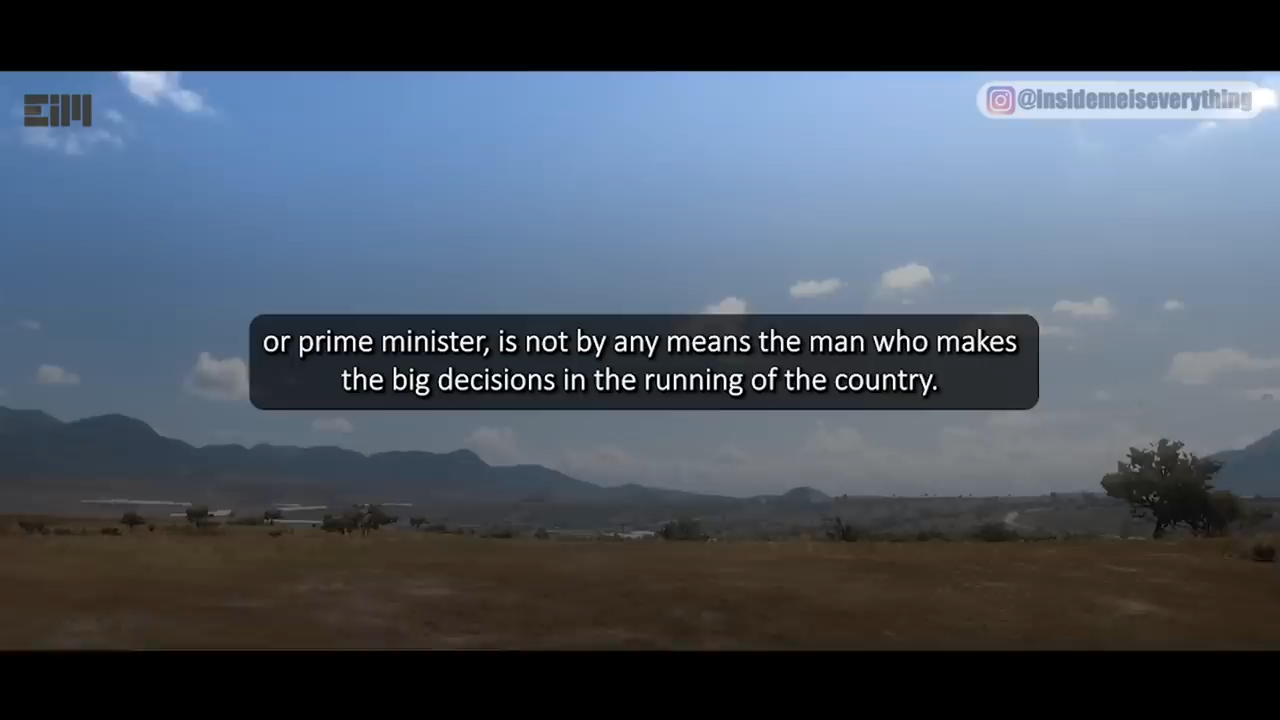 EiM
@Insidemeiseverything
or prime minister, is not by any means the man who makes
the big decisions in the running of the country.